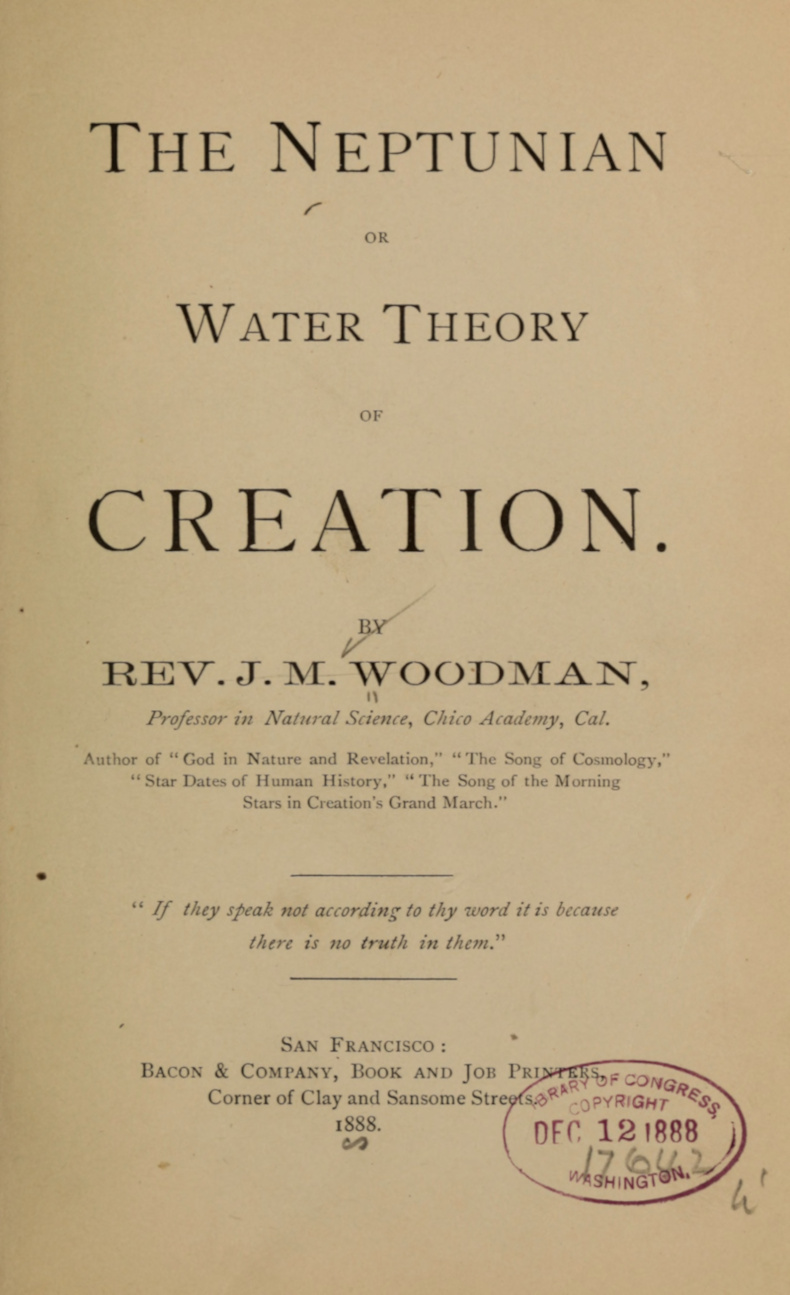 THE NEPTUNIAN
OR
WATER THEORY
OF
CREATION.
BY
REV. J. M. WOODMAN,
Professor in Natural Science, Chico Academy, Cal.
Author of "God in Nature and Revelation," "The Song of Cosmology,"
"Star Dates of Human History," "The Song of the Morning
Stars in Creation's Grand March."
"If they speak not according to thy word it is because
there is no truth in them."
SAN FRANCISCO:
BACON & COMPANY, BOOK AND JOB PRINTERS,
Corner of Clay and Sansome Streets.
1888.
OF CONGRESS
COPYRIGHT
DEC 12 1888
WASHINGTON.